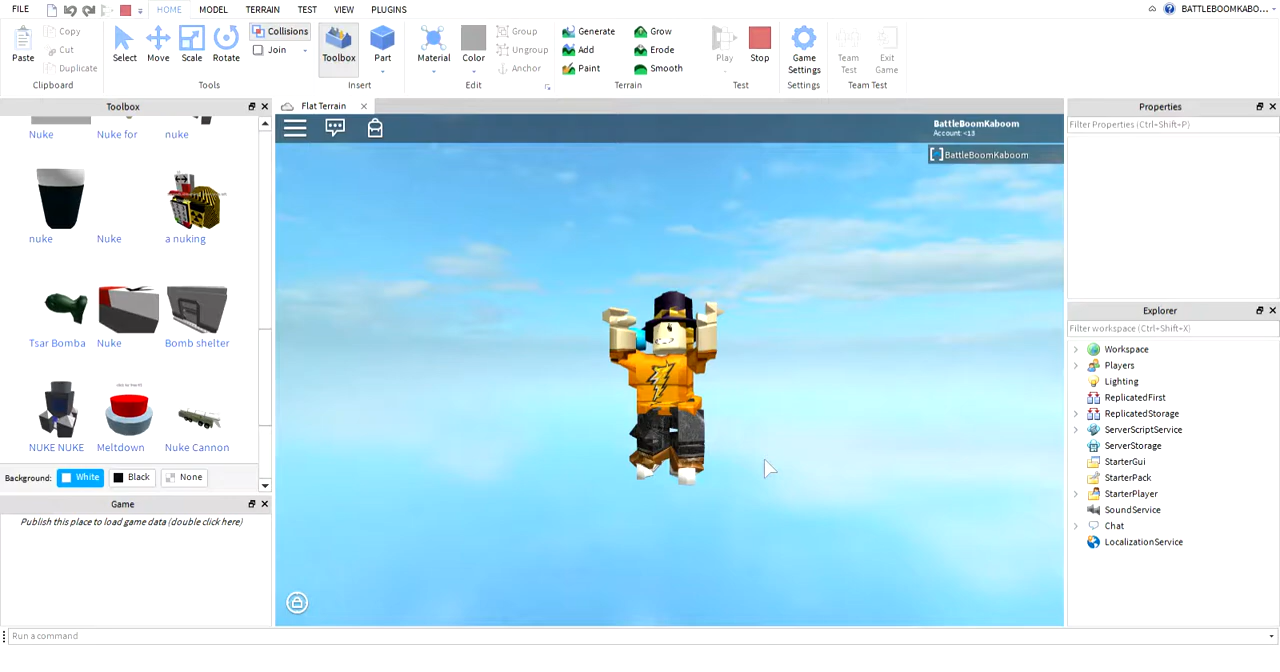 FILE HOME MODEL TERRAIN TEST VIEW PLUGINS BATTLEBOOMKABO...
Paste Copy Cut Duplicate Clipboard
Select Move Scale Rotate Collisions Join Tools
Toolbox Part Insert
Material Color Group Ungroup Anchor Edit
Generate Add Paint Grow Erode Smooth Terrain
Play Stop Test
Game Settings Settings
Team Test Exit Game Team Test
Toolbox
Nuke Nuke for nuke
nuke Nuke a nuking
Tsar Bomba Nuke Bomb shelter
NUKE NUKE Meltdown Nuke Cannon
Background: White Black None
Game
Publish this place to load game data (double click here)
Flat Terrain
BattleBoomKaboom
Account: <13
BattleBoomKaboom
Properties
Filter Properties (Ctrl+Shift+P)
Explorer
Filter workspace (Ctrl+Shift+X)
Workspace
Players
Lighting
ReplicatedFirst
ReplicatedStorage
ServerScriptService
ServerStorage
StarterGui
StarterPack
StarterPlayer
SoundService
Chat
LocalizationService
Run a command